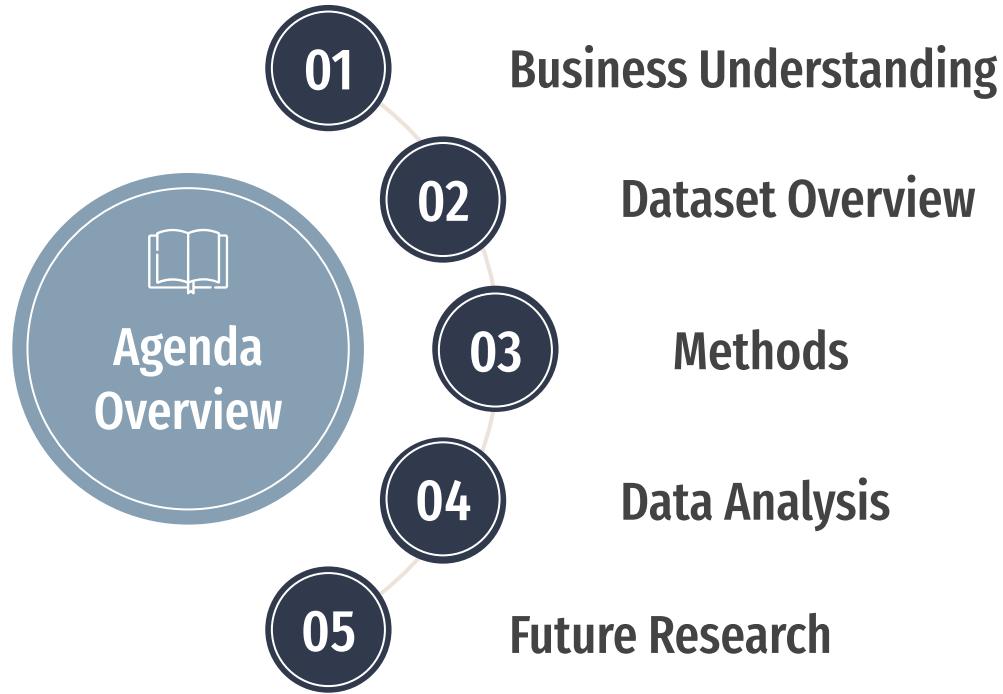 Agenda
Overview
01
Business Understanding
02
Dataset Overview
03
Methods
04
Data Analysis
05
Future Research